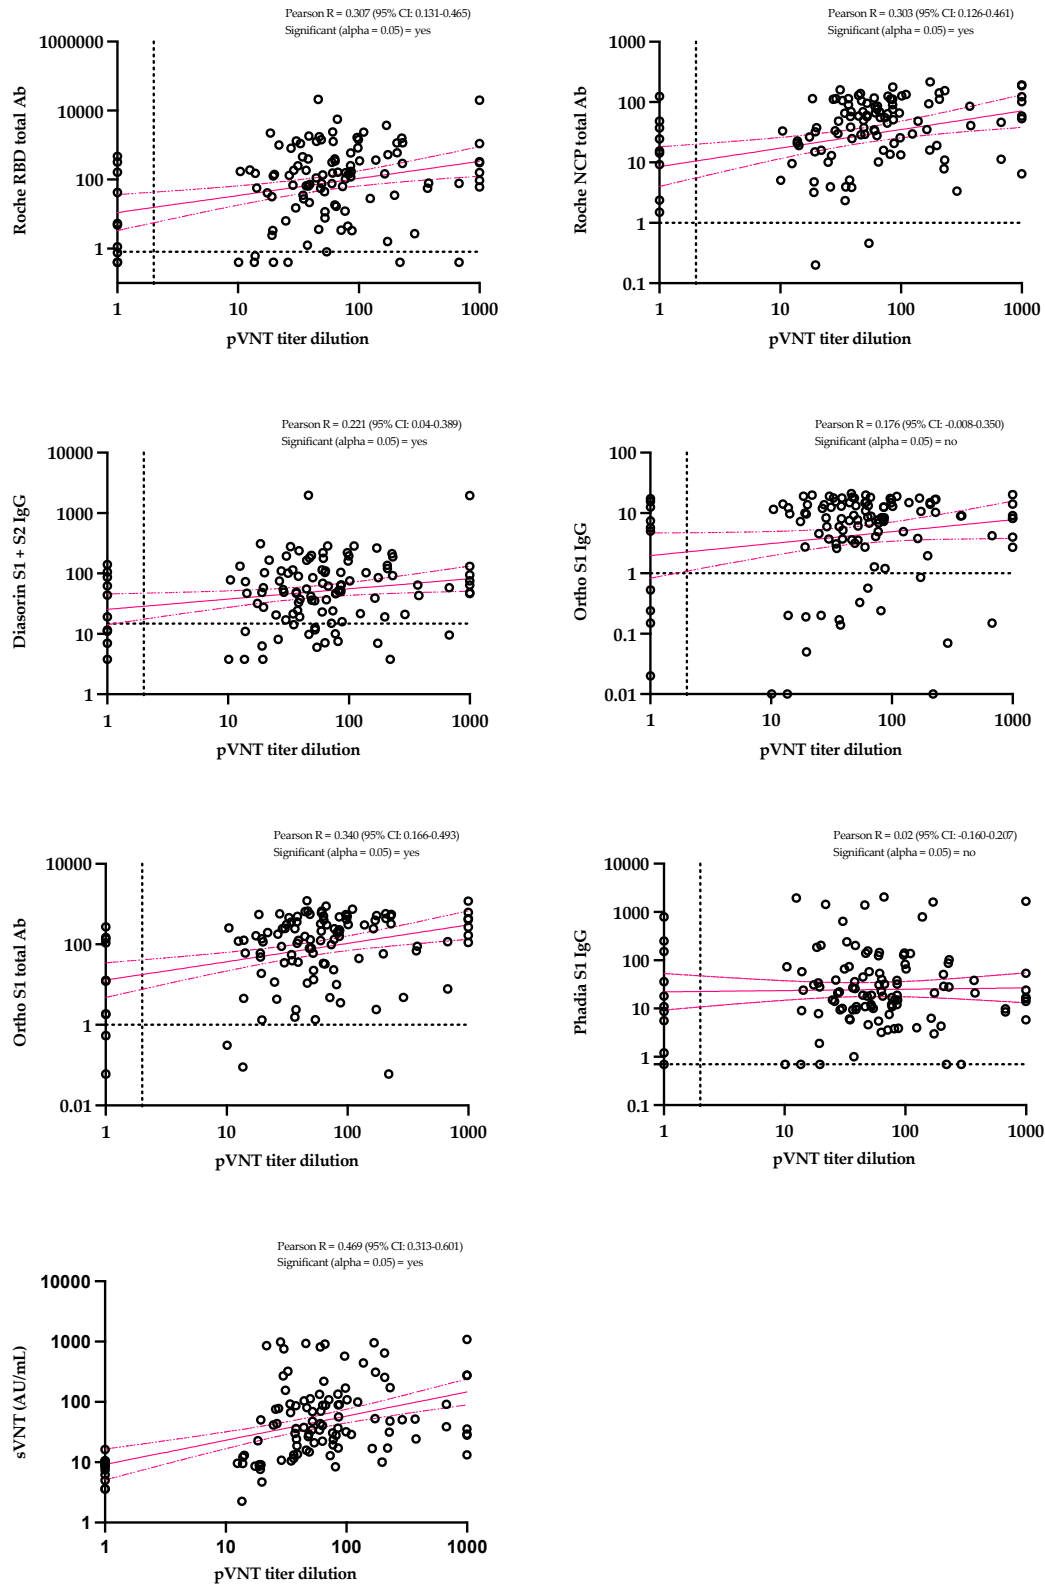 Pearson R = 0.307 (95% CI: 0.131-0.465)
Significant (alpha = 0.05) = yes
1000000
10000
100
1
Roche RBD total Ab
1
10
100
1000
pVNT titer dilution
Pearson R = 0.303 (95% CI: 0.126-0.461)
Significant (alpha = 0.05) = yes
1000
100
10
1
0.1
Roche NCP total Ab
1
10
100
1000
pVNT titer dilution
Pearson R = 0.221 (95% CI: 0.04-0.389)
Significant (alpha = 0.05) = yes
10000
1000
100
10
1
Diasorin S1 + S2 IgG
1
10
100
1000
pVNT titer dilution
Pearson R = 0.176 (95% CI: -0.008-0.350)
Significant (alpha = 0.05) = no
100
10
1
0.1
0.01
Ortho S1 IgG
1
10
100
1000
pVNT titer dilution
Pearson R = 0.340 (95% CI: 0.166-0.493)
Significant (alpha = 0.05) = yes
10000
100
1
0.01
Ortho S1 total Ab
1
10
100
1000
pVNT titer dilution
Pearson R = 0.02 (95% CI: -0.160-0.207)
Significant (alpha = 0.05) = no
10000
1000
100
10
1
0.1
Phadia S1 IgG
1
10
100
1000
pVNT titer dilution
Pearson R = 0.469 (95% CI: 0.313-0.601)
Significant (alpha = 0.05) = yes
10000
1000
100
10
1
sVNT (AU/mL)
1
10
100
1000
pVNT titer dilution